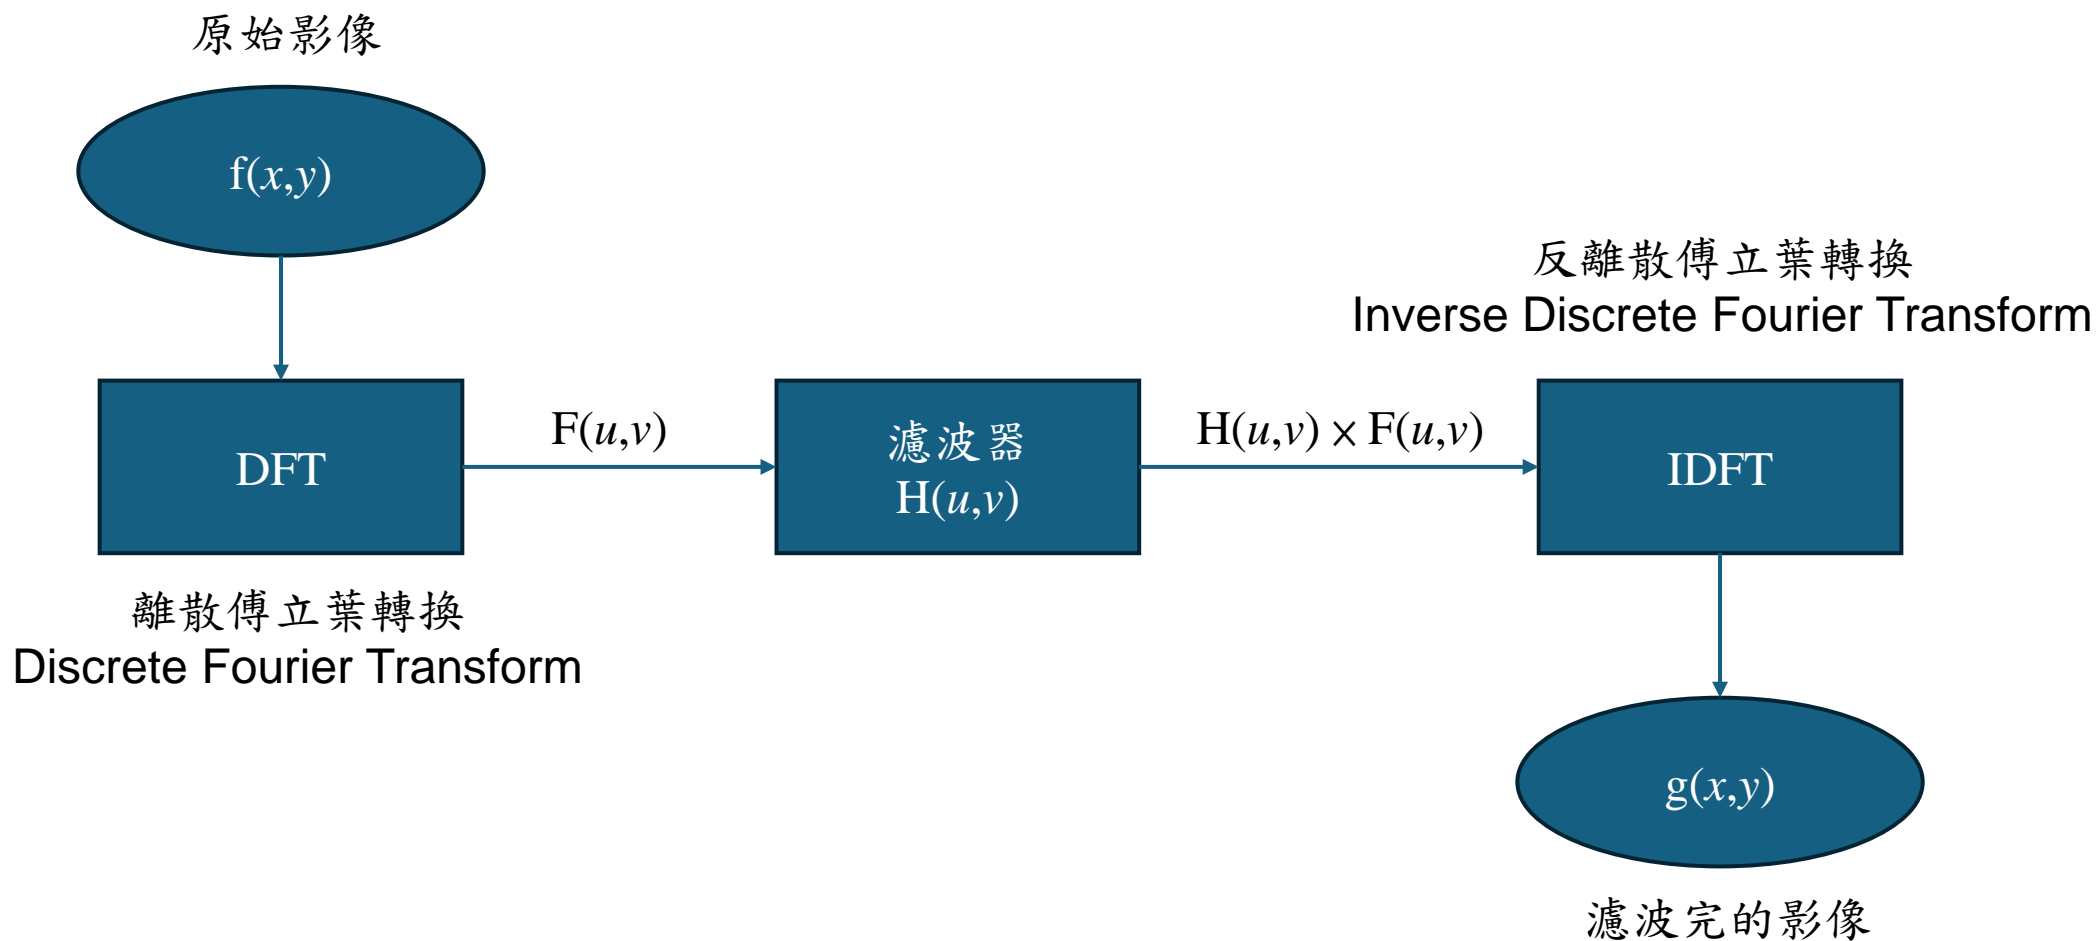 原始影像
f(x,y)
DFT
離散傅立葉轉換
Discrete Fourier Transform
F(u,v)
濾波器
H(u,v)
H(u,v) × F(u,v)
反離散傅立葉轉換
Inverse Discrete Fourier Transform
IDFT
g(x,y)
濾波完的影像